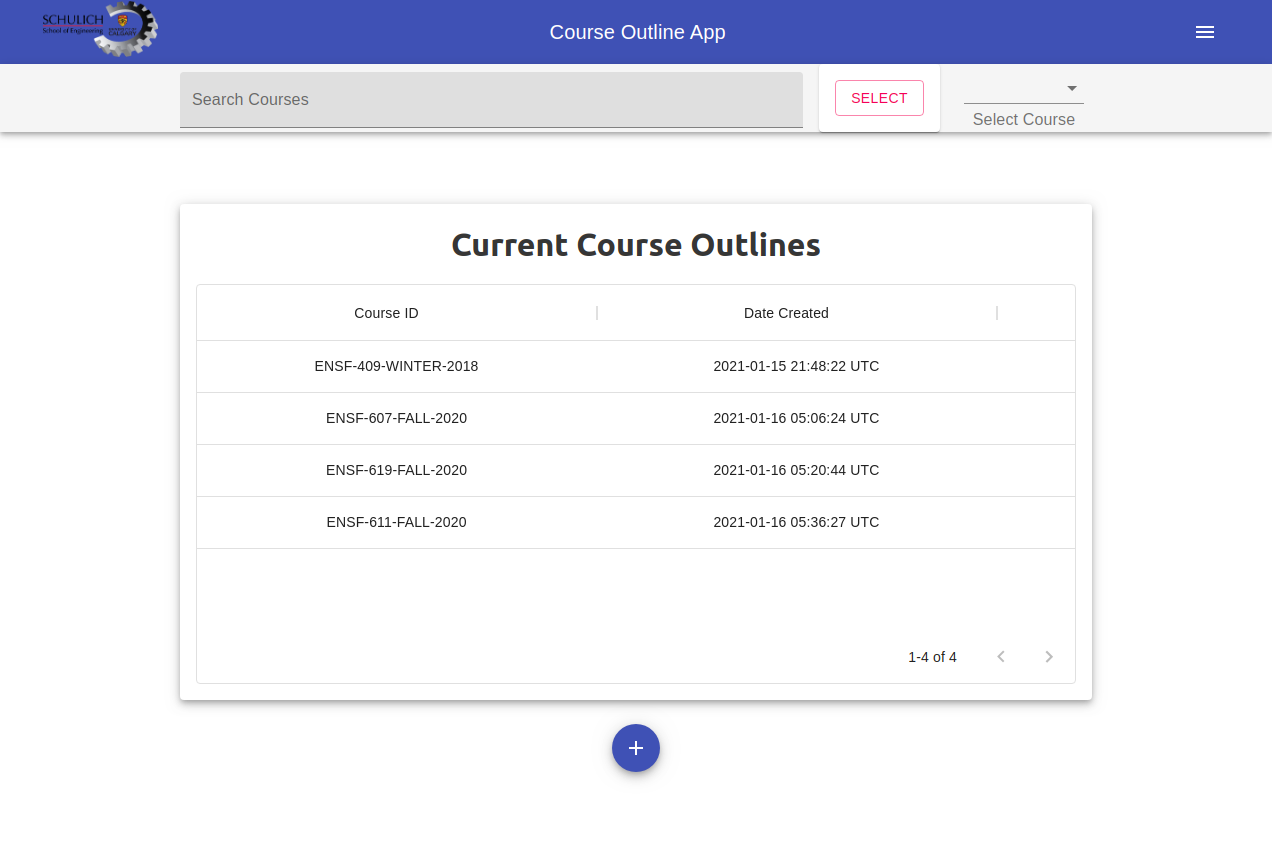 SCHULICH
School of Engineering
UNIVERSITY OF
CALGARY
Course Outline App
Search Courses
SELECT
Select Course
Current Course Outlines
Course ID
Date Created
ENSF-409-WINTER-2018
2021-01-15 21:48:22 UTC
ENSF-607-FALL-2020
2021-01-16 05:06:24 UTC
ENSF-619-FALL-2020
2021-01-16 05:20:44 UTC
ENSF-611-FALL-2020
2021-01-16 05:36:27 UTC
1-4 of 4